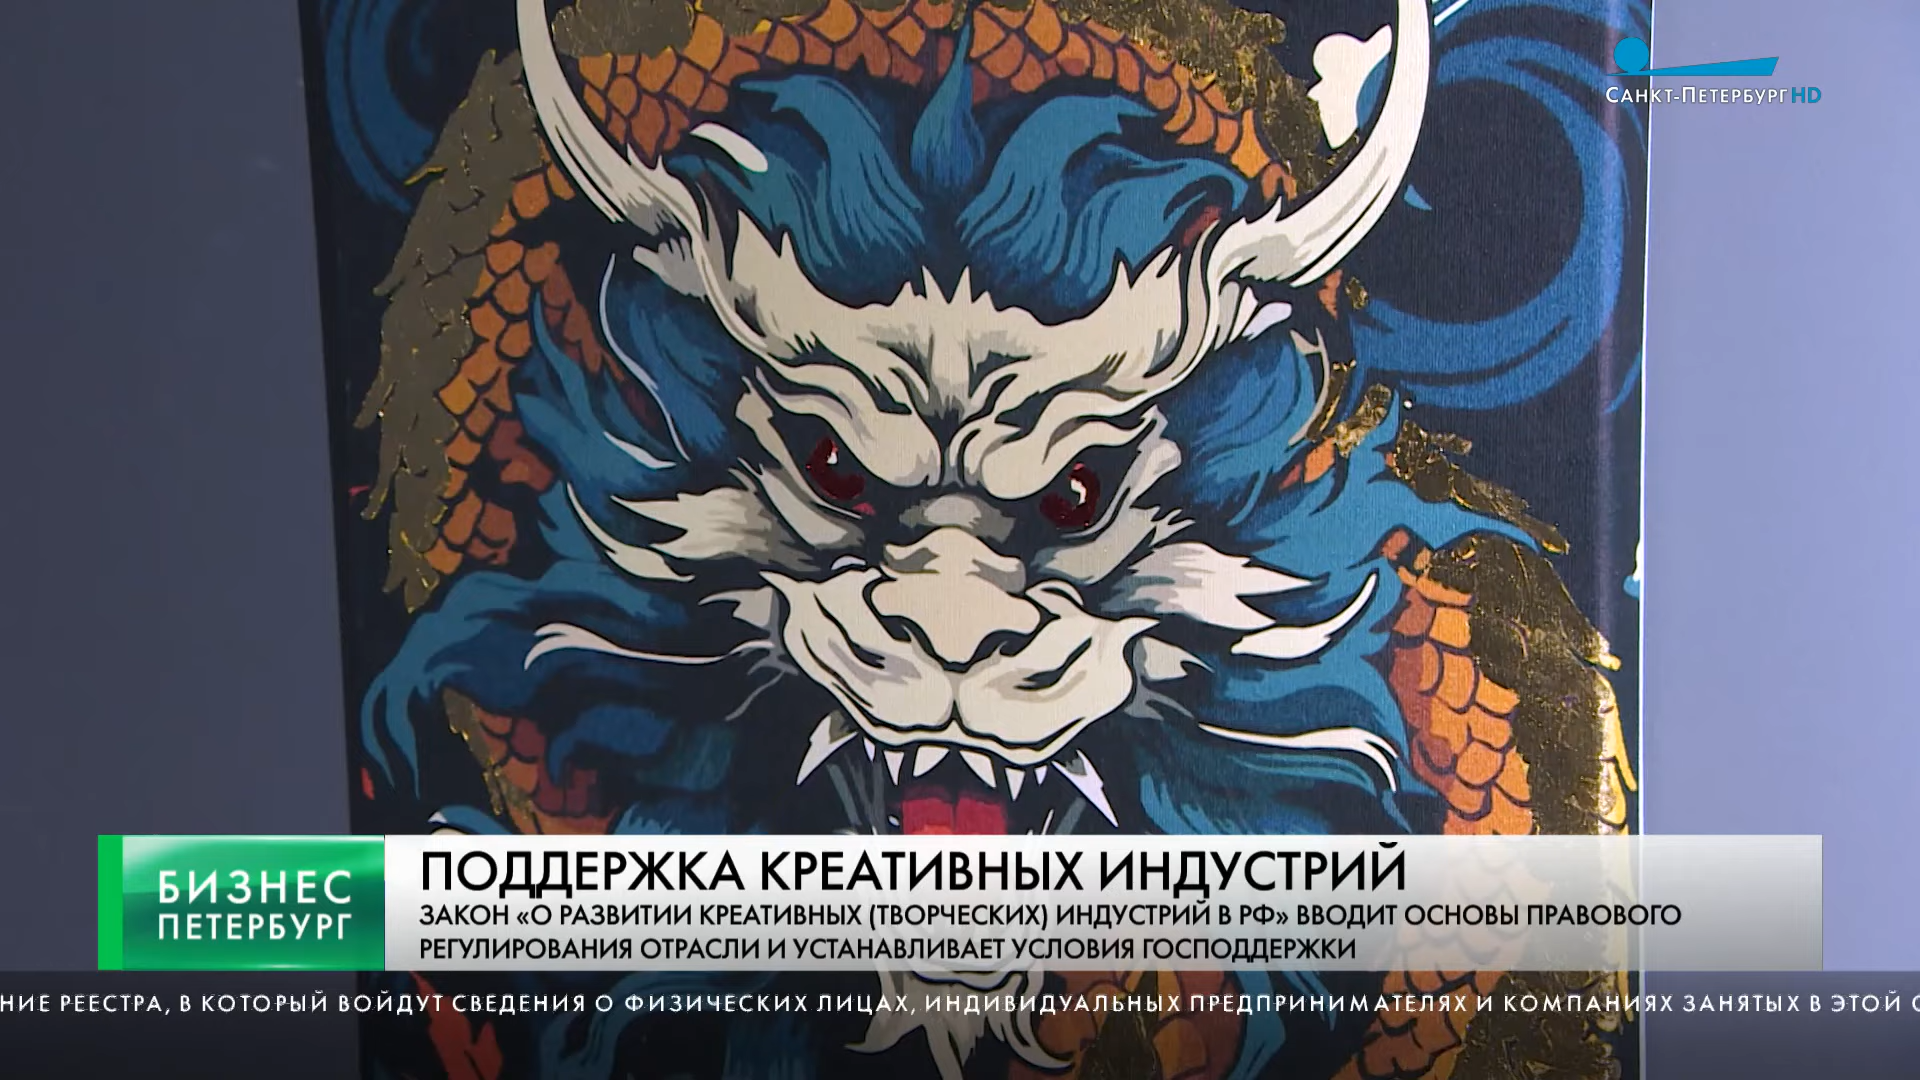 САНКТ-ПЕТЕРБУРГ HD
БИЗНЕС
ПЕТЕРБУРГ
ПОДДЕРЖКА КРЕАТИВНЫХ ИНДУСТРИЙ
ЗАКОН «О РАЗВИТИИ КРЕАТИВНЫХ (ТВОРЧЕСКИХ) ИНДУСТРИЙ В РФ» ВВОДИТ ОСНОВЫ ПРАВОВОГО
РЕГУЛИРОВАНИЯ ОТРАСЛИ И УСТАНАВЛИВАЕТ УСЛОВИЯ ГОСПОДДЕРЖКИ
НИЕ РЕЕСТРА, В КОТОРЫЙ ВОЙДУТ СВЕДЕНИЯ О ФИЗИЧЕСКИХ ЛИЦАХ, ИНДИВИДУАЛЬНЫХ ПРЕДПРИНИМАТЕЛЯХ И КОМПАНИЯХ ЗАНЯТЫХ В ЭТОЙ С